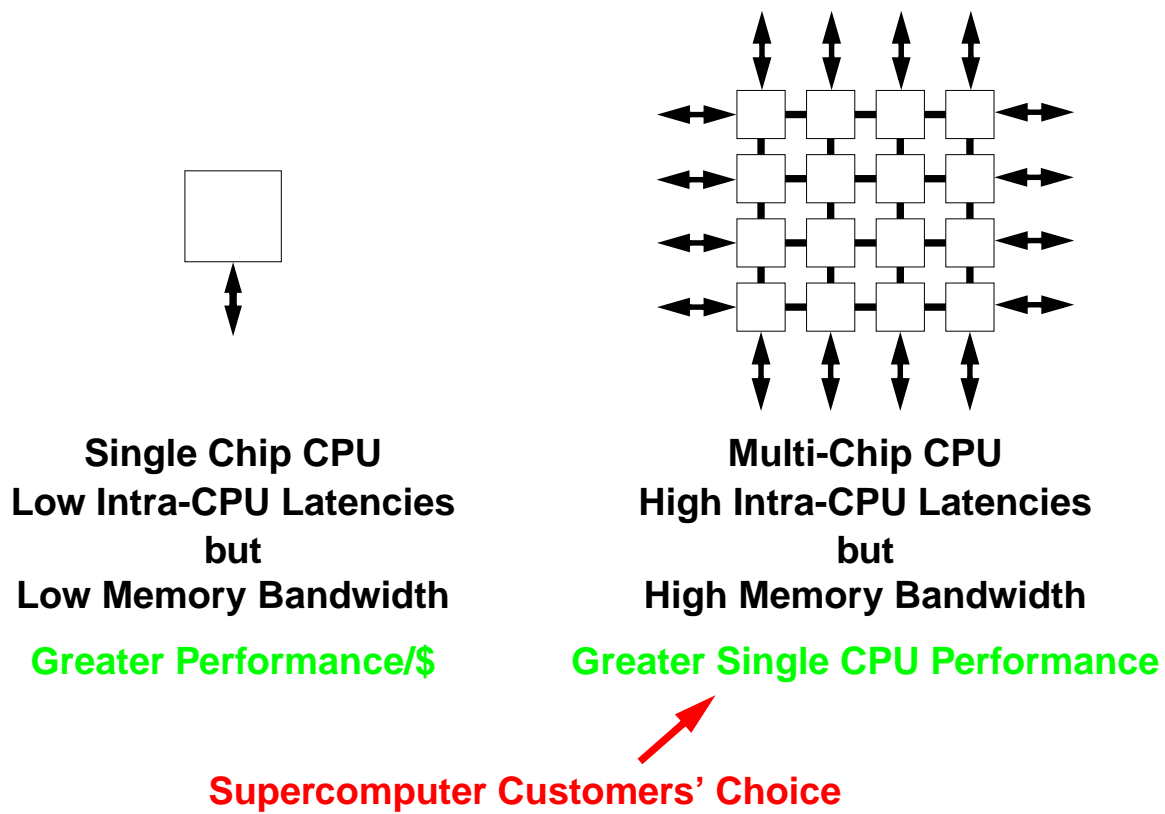 Single Chip CPU
Low Intra-CPU Latencies
but
Low Memory Bandwidth
Greater Performance/$
Multi-Chip CPU
High Intra-CPU Latencies
but
High Memory Bandwidth
Greater Single CPU Performance
Supercomputer Customers’ Choice